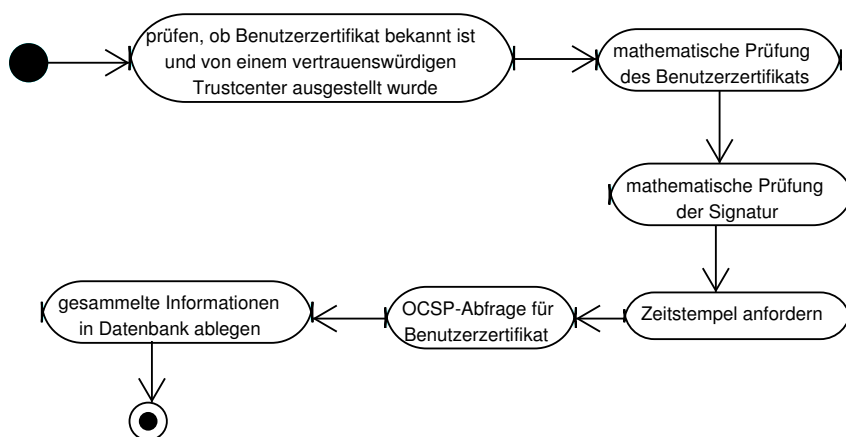 prüfen, ob Benutzerzertifikat bekannt ist
und von einem vertrauenswürdigen
Trustcenter ausgestellt wurde
mathematische Prüfung
des Benutzerzertifikats
mathematische Prüfung
der Signatur
Zeitstempel anfordern
OCSP-Abfrage für
Benutzerzertifikat
gesammelte Informationen
in Datenbank ablegen